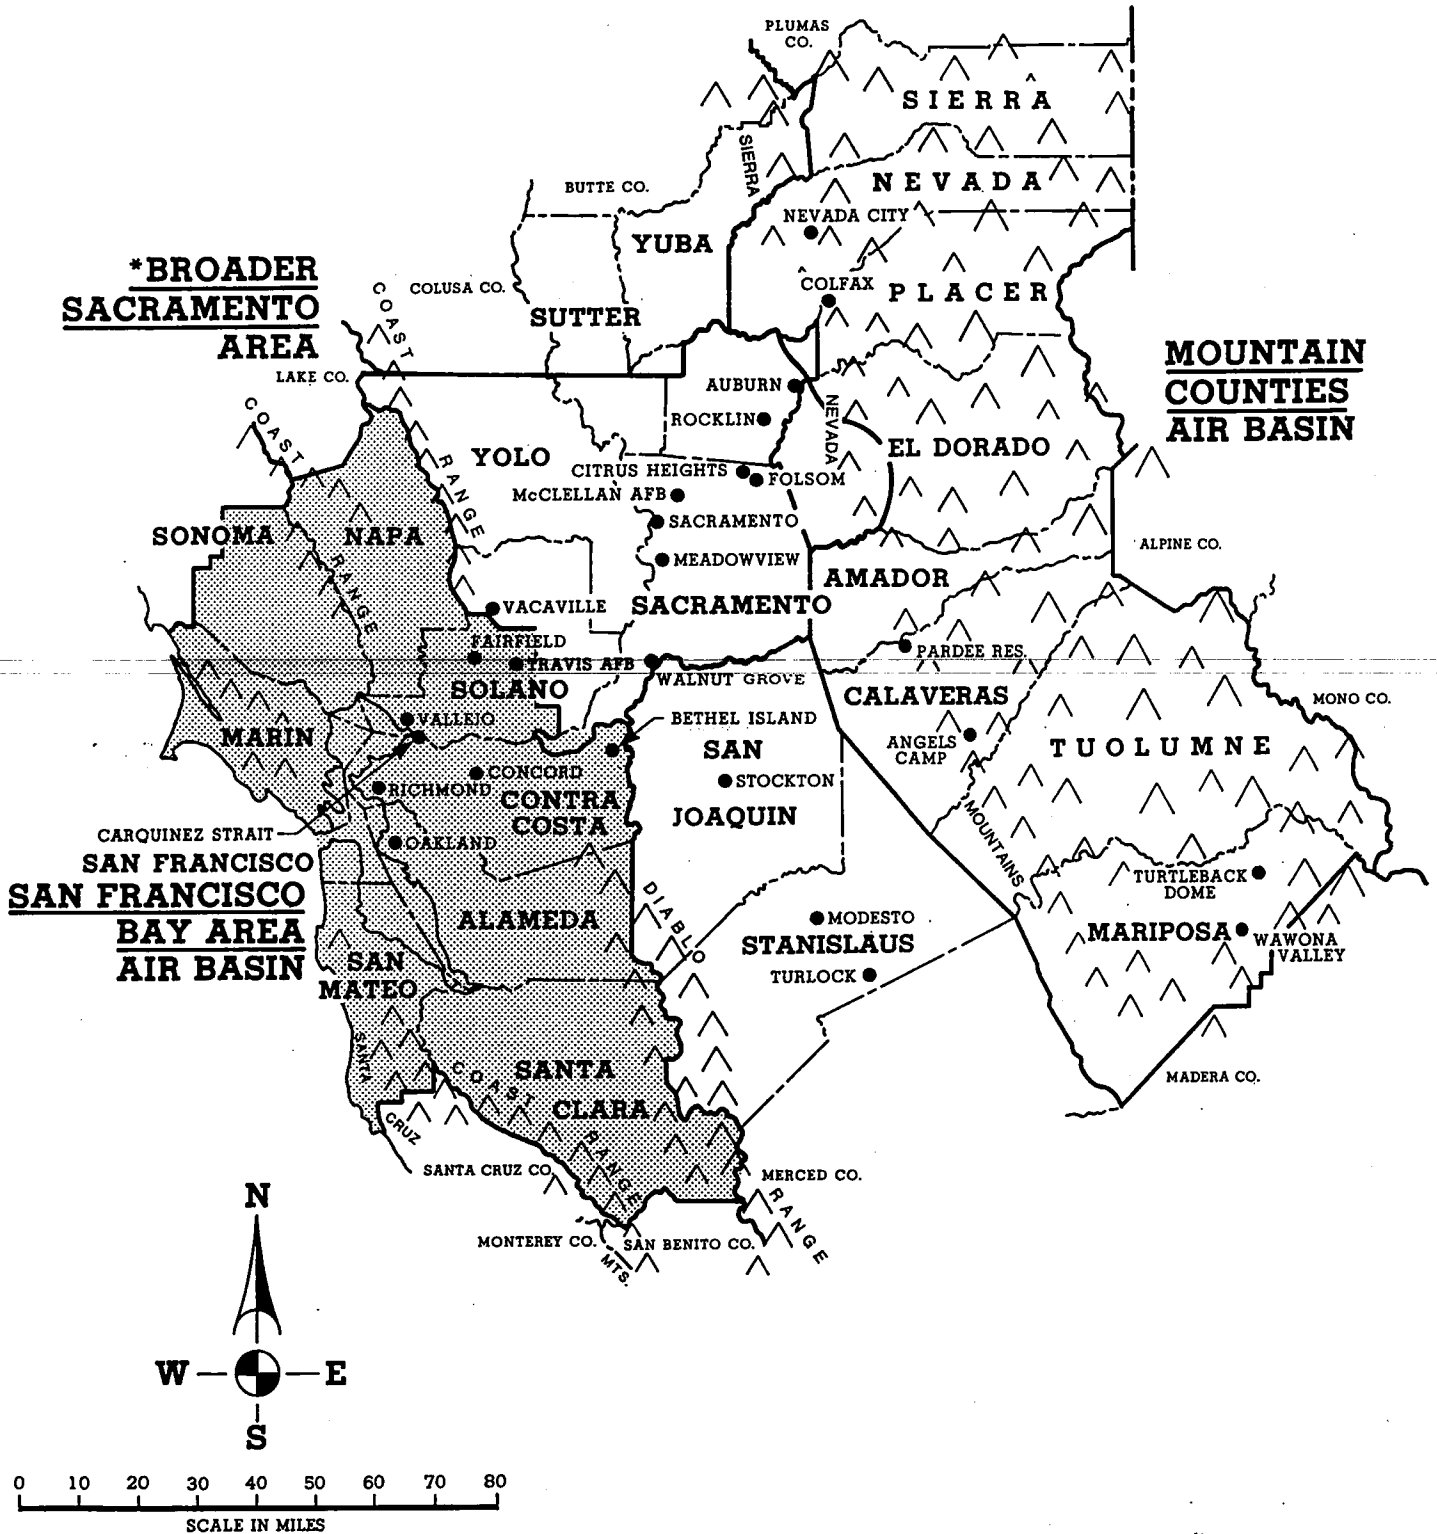 PLUMAS
CO.
SIERRA
SIERRA
NEVADA
BUTTE CO.
NEVADA CITY
YUBA
*BROADER
SACRAMENTO
AREA
COLUSA CO.
COAST
COLFAX
PLACER
SUTTER
MOUNTAIN
COUNTIES
AIR BASIN
LAKE CO.
AUBURN
ROCKLIN
NEVADA
COAST
RANGE
EL DORADO
YOLO
CITRUS HEIGHTS
FOLSOM
McCLELLAN AFB
SACRAMENTO
SONOMA
NAPA
ALPINE CO.
MEADOWVIEW
RANGE
AMADOR
VACAVILLE
SACRAMENTO
FAIRFIELD
PARDEE RES.
TRAVIS AFB
WALNUT GROVE
SOLANO
CALAVERAS
MONO CO.
VALLEJO
BETHEL ISLAND
MARIN
SAN
JOAQUIN
ANGELS
CAMP
TUOLUMNE
CONCORD
STOCKTON
RICHMOND
CONTRA
COSTA
CARQUINEZ STRAIT
OAKLAND
MOUNTAINS
SAN FRANCISCO
SAN FRANCISCO
BAY AREA
AIR BASIN
TURTLEBACK
DOME
DIABLO
ALAMEDA
MODESTO
STANISLAUS
MARIPOSA
WAWONA
VALLEY
SAN
MATEO
TURLOCK
SANTA
COAST
SANTA
CLARA
MADERA CO.
CRUZ
RANGE
SANTA CRUZ CO.
MERCED CO.
RANGE
MONTEREY CO.
SAN BENITO CO.
MTS.
N
W
E
S
0 10 20 30 40 50 60 70 80
SCALE IN MILES